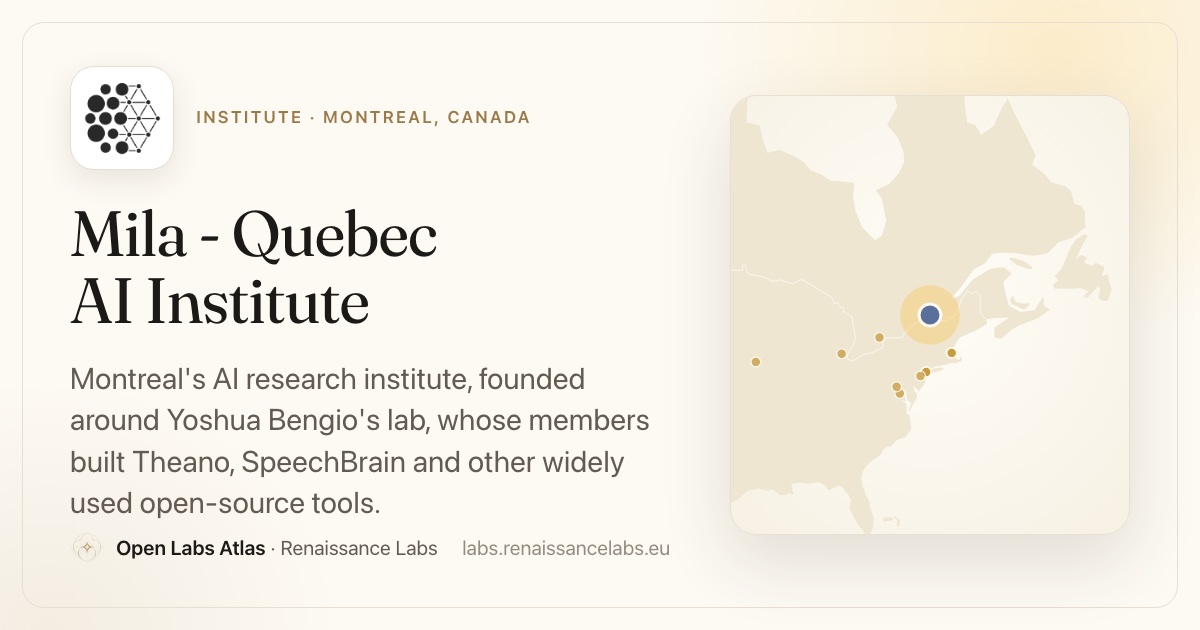 INSTITUTE · MONTREAL, CANADA
Mila - Quebec
AI Institute
Montreal's AI research institute, founded
around Yoshua Bengio's lab, whose members
built Theano, SpeechBrain and other widely
used open-source tools.
Open Labs Atlas · Renaissance Labs labs.renaissancelabs.eu